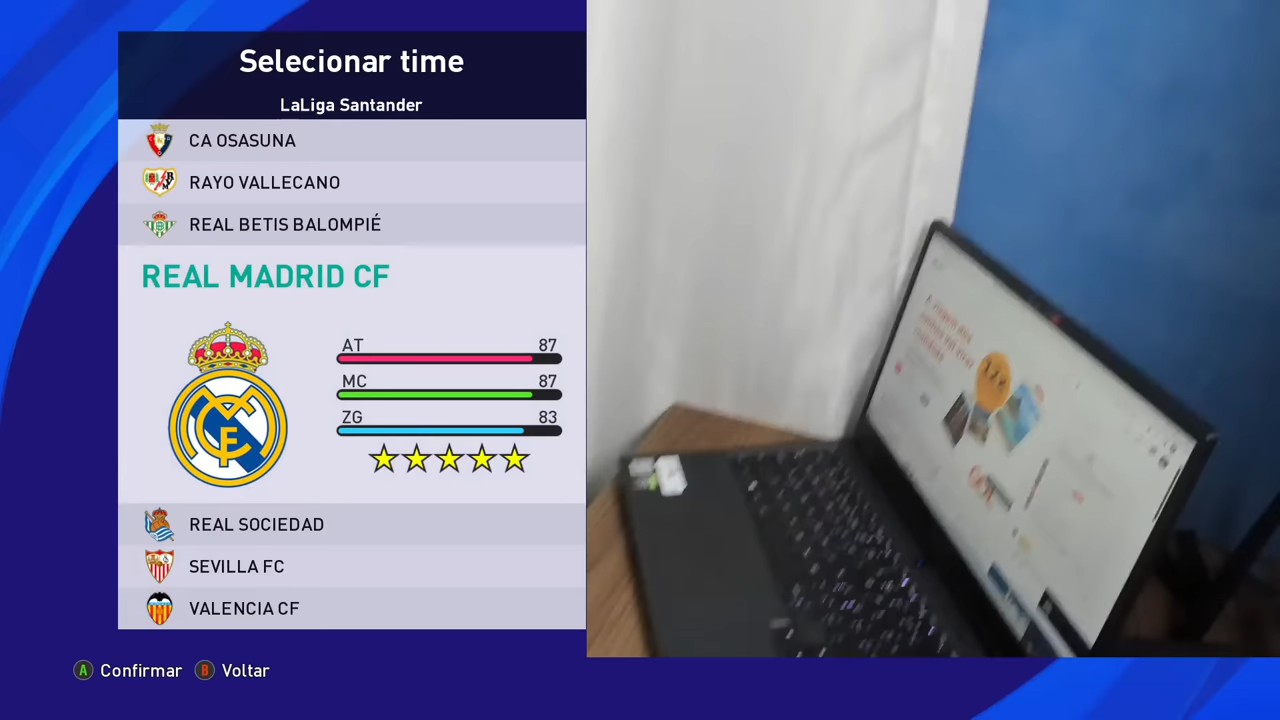 Selecionar time
LaLiga Santander
CA OSASUNA
RAYO VALLECANO
REAL BETIS BALOMPIÉ
REAL MADRID CF
AT 87
MC 87
ZG 83
REAL SOCIEDAD
SEVILLA FC
VALENCIA CF
A Confirmar B Voltar